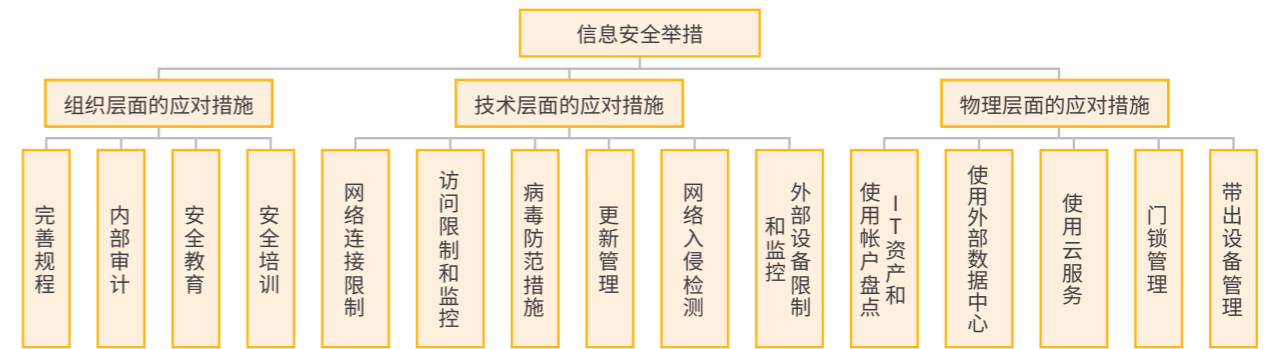 信息安全举措
组织层面的应对措施
技术层面的应对措施
物理层面的应对措施
完善规程
内部审计
安全教育
安全培训
网络连接限制
访问限制和监控
病毒防范措施
更新管理
网络入侵检测
外部设备限制
和监控
IT资产和
使用帐户盘点
使用外部数据中心
使用云服务
门锁管理
带出设备管理